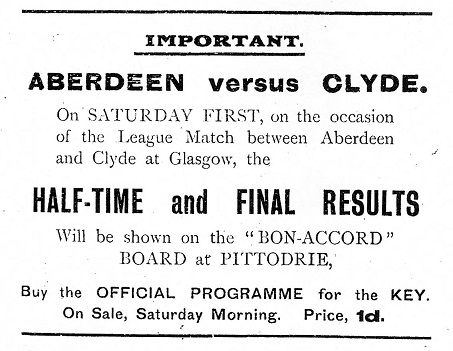 IMPORTANT.
ABERDEEN versus CLYDE.
On SATURDAY FIRST, on the occasion
of the League Match between Aberdeen
and Clyde at Glasgow, the
HALF-TIME and FINAL RESULTS
Will be shown on the "BON-ACCORD"
BOARD at PITTODRIE,
Buy the OFFICIAL PROGRAMME for the KEY.
On Sale, Saturday Morning. Price, 1d.